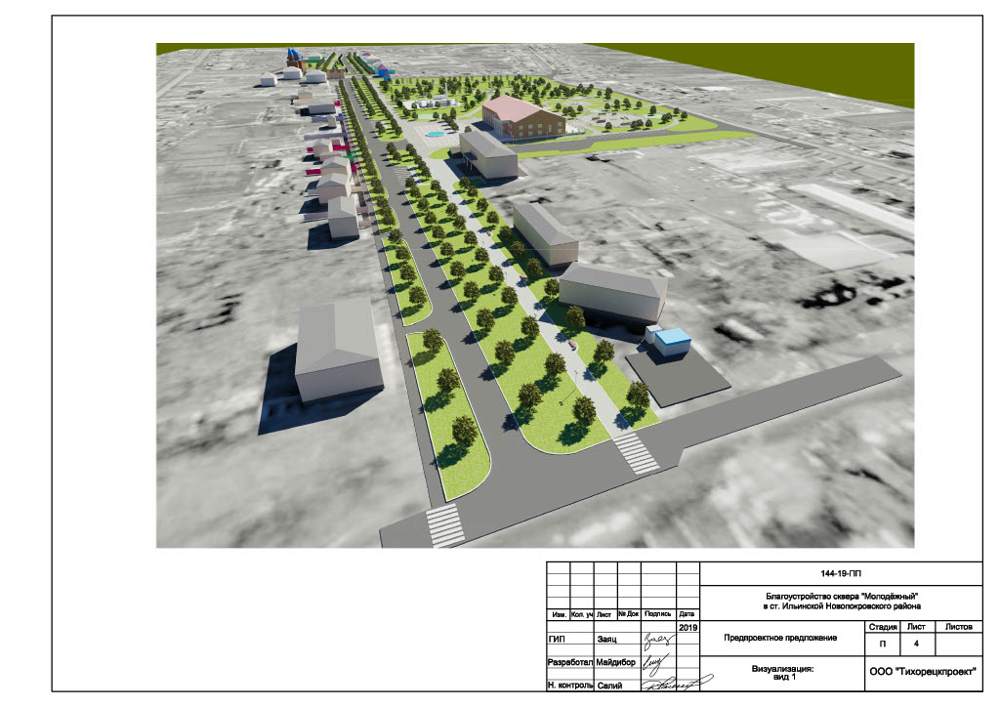 144-19-ПП
Благоустройство сквера "Молодёжный"
в ст. Ильинской Новопокровского района
Изм. Кол. уч Лист № Док Подпись Дата
2019
ГИП Заяц
Разработал Майдибор
Н. контроль Салий
Предпроектное предложение
Стадия Лист Листов
П 4
Визуализация:
вид 1
ООО "Тихорецкпроект"